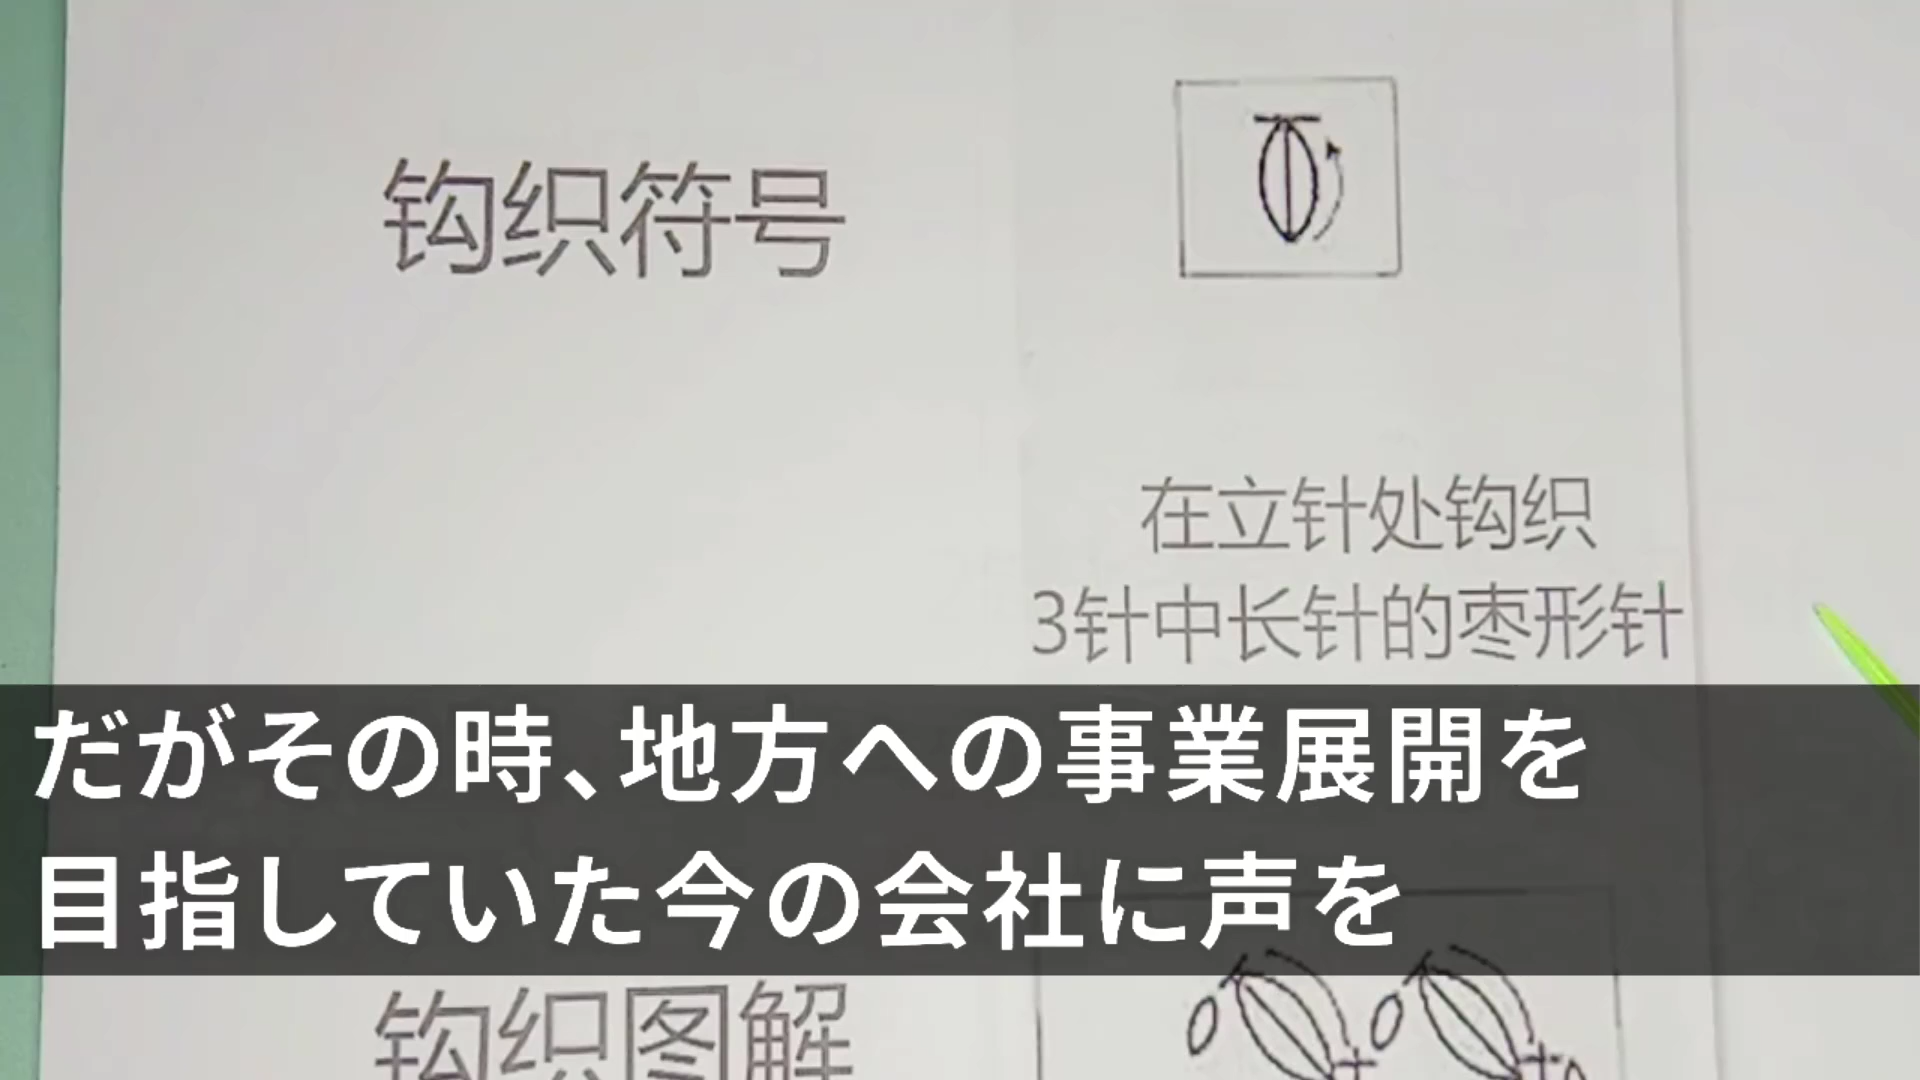 钩织符号
在立针处钩织
3针中长针的枣形针
だがその時、地方への事業展開を
目指していた今の会社に声を
钩织图解